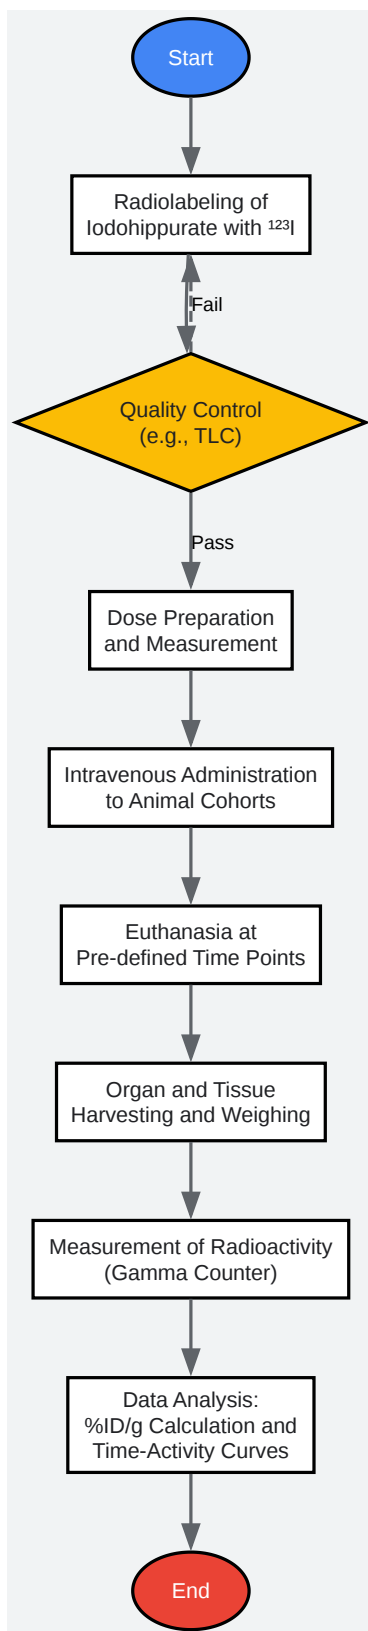 Start
Radiolabeling of
Iodohippurate with ¹²³I
Fail
Quality Control
(e.g., TLC)
Pass
Dose Preparation
and Measurement
Intravenous Administration
to Animal Cohorts
Euthanasia at
Pre-defined Time Points
Organ and Tissue
Harvesting and Weighing
Measurement of Radioactivity
(Gamma Counter)
Data Analysis:
%ID/g Calculation and
Time-Activity Curves
End